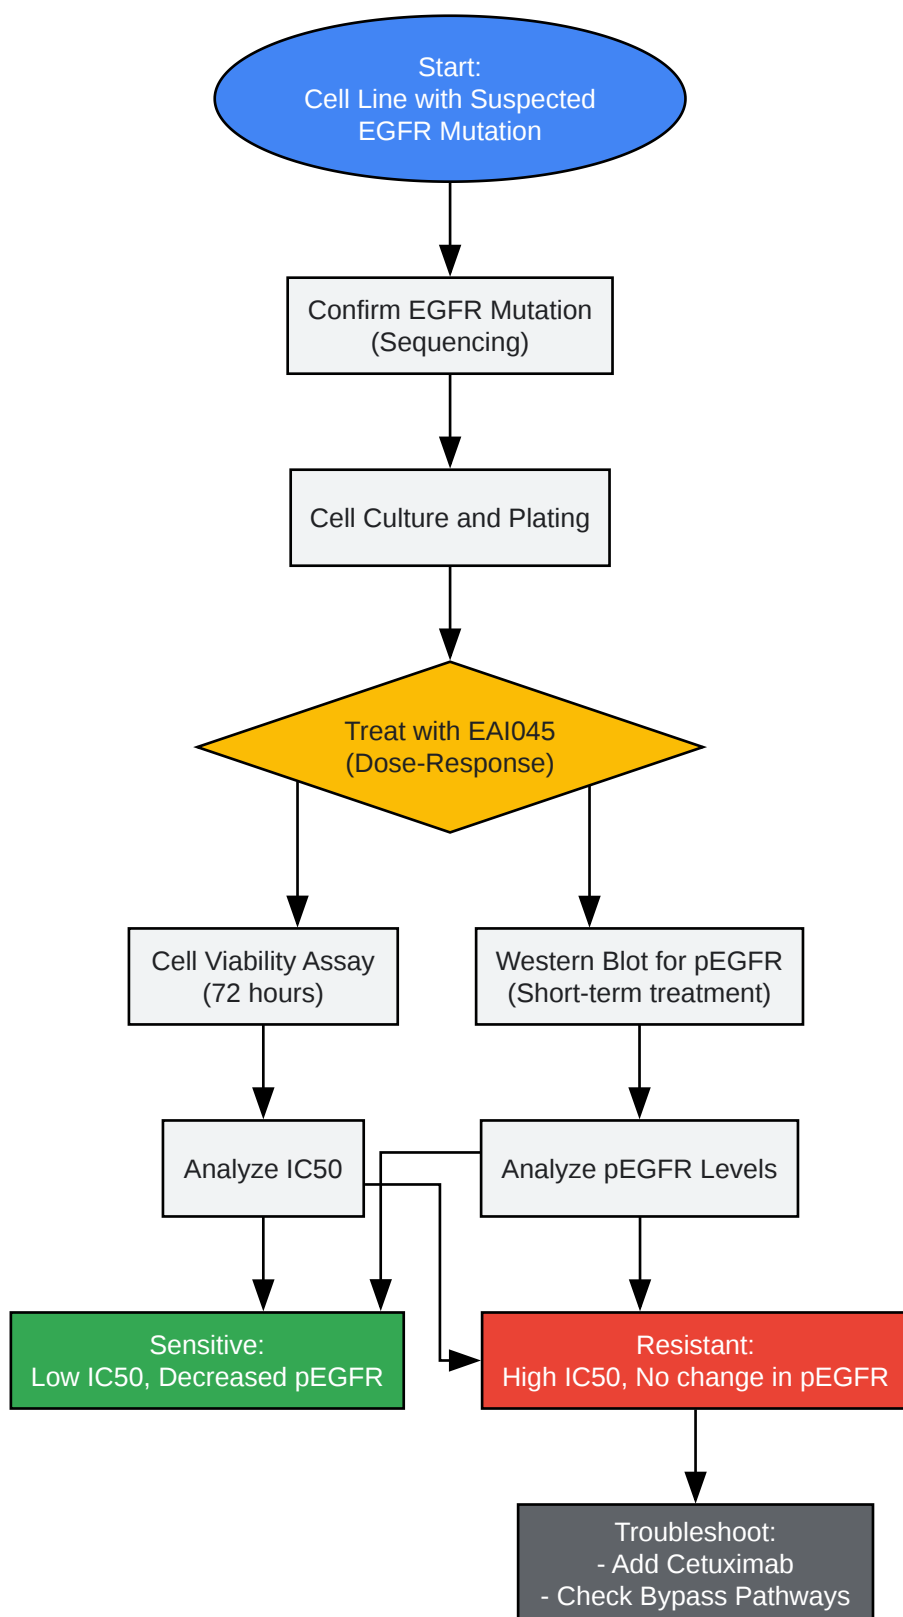 Start:
Cell Line with Suspected
EGFR Mutation
Confirm EGFR Mutation
(Sequencing)
Cell Culture and Plating
Treat with EAI045
(Dose-Response)
Cell Viability Assay
(72 hours)
Western Blot for pEGFR
(Short-term treatment)
Analyze IC50
Analyze pEGFR Levels
Sensitive:
Low IC50, Decreased pEGFR
Resistant:
High IC50, No change in pEGFR
Troubleshoot:
- Add Cetuximab
- Check Bypass Pathways